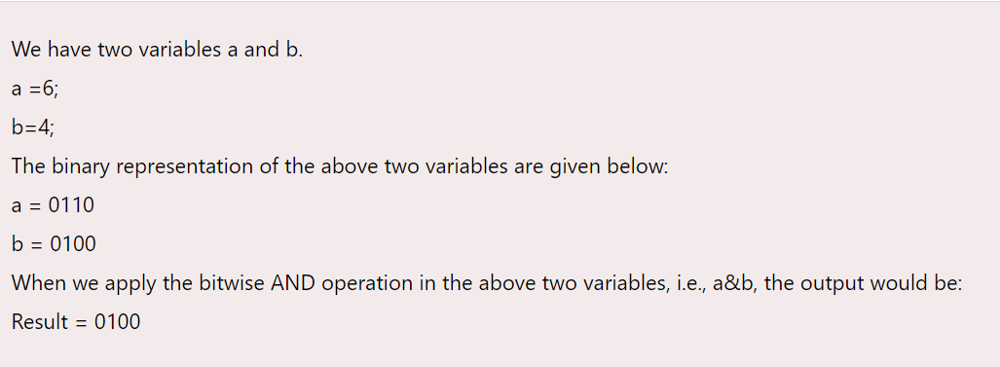 We have two variables a and b.
a =6;
b=4;
The binary representation of the above two variables are given below:
a = 0110
b = 0100
When we apply the bitwise AND operation in the above two variables, i.e., a&b, the output would be:
Result = 0100